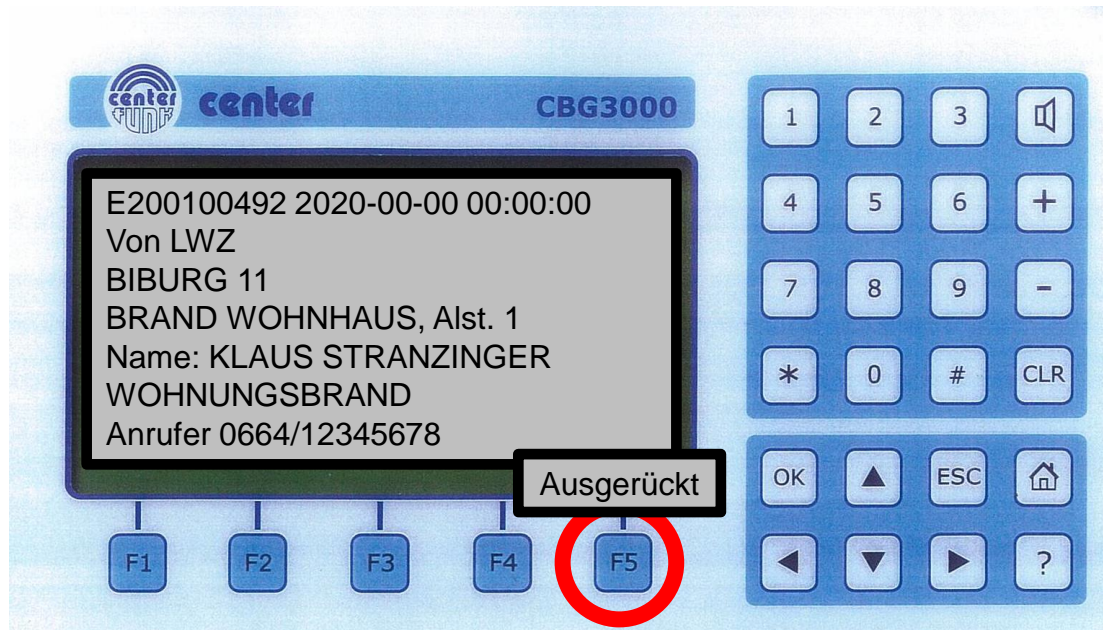 center
funk
center CBG3000
E200100492 2020-00-00 00:00:00
Von LWZ
BIBURG 11
BRAND WOHNHAUS, Alst. 1
Name: KLAUS STRANZINGER
WOHNUNGSBRAND
Anrufer 0664/12345678
Ausgerückt
F1 F2 F3 F4 F5
1 2 3
4 5 6 +
7 8 9 -
* 0 # CLR
OK ESC
?